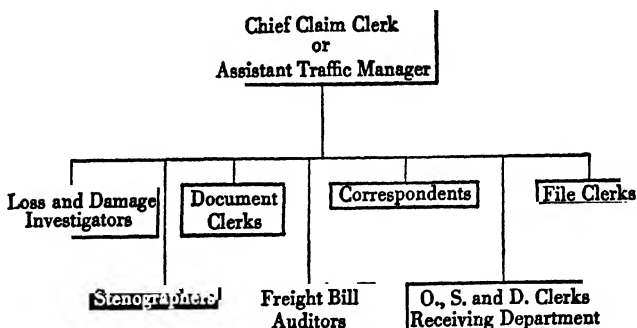 Chief Claim Clerk
or
Assistant Traffic Manager
Loss and Damage
Investigators
Document
Clerks
Correspondents
File Clerks
Stenographers
Freight Bill
Auditors
O., S. and D. Clerks
Receiving Department